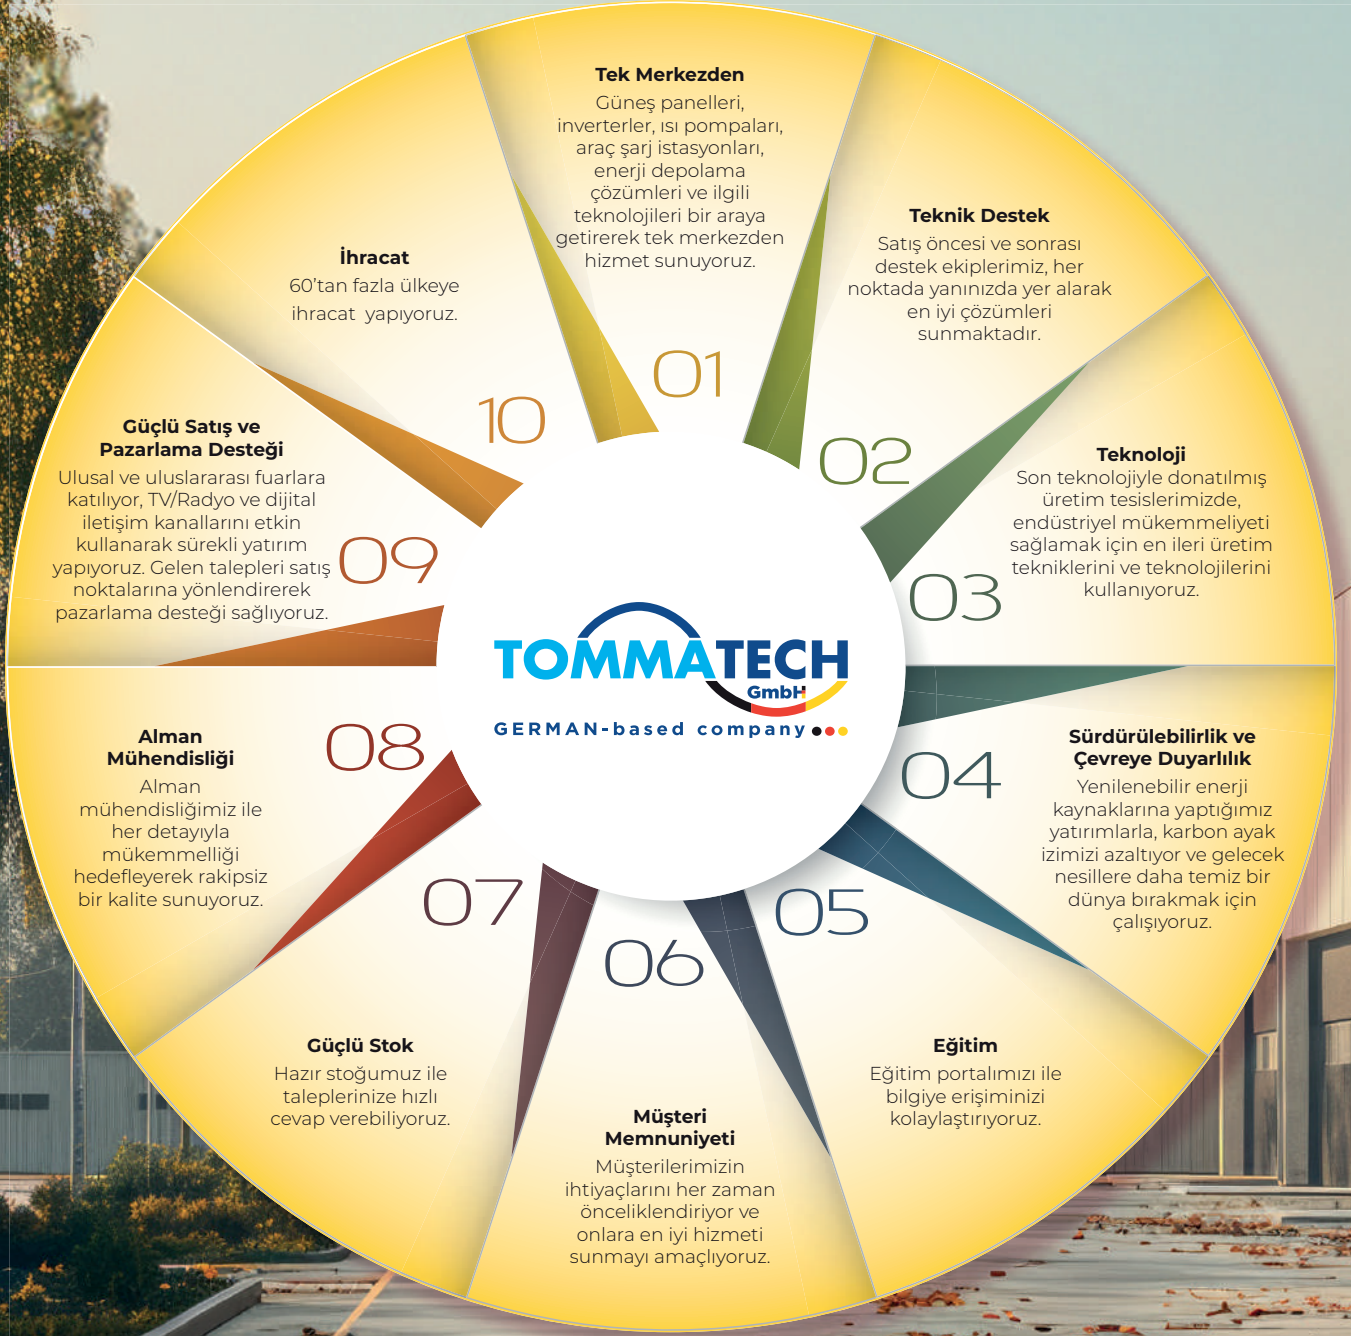 Tek Merkezden
Güneş panelleri,
inverterler, ısı pompaları,
araç şarj istasyonları,
enerji depolama
çözümleri ve ilgili
teknolojileri bir araya
getirerek tek merkezden
hizmet sunuyoruz.
01
Teknik Destek
Satış öncesi ve sonrası
destek ekiplerimiz, her
noktada yanınızda yer alarak
en iyi çözümleri
sunmaktadır.
02
Teknoloji
Son teknolojiyle donatılmış
üretim tesislerimizde,
endüstriyel mükemmeliyeti
sağlamak için en ileri üretim
tekniklerini ve teknolojilerini
kullanıyoruz.
03
Sürdürülebilirlik ve
Çevreye Duyarlılık
Yenilenebilir enerji
kaynaklarına yaptığımız
yatırımlarla, karbon ayak
izimizi azaltıyor ve gelecek
nesillere daha temiz bir
dünya bırakmak için
çalışıyoruz.
04
Eğitim
Eğitim portalımızı ile
bilgiye erişiminizi
kolaylaştırıyoruz.
05
Müşteri
Memnuniyeti
Müşterilerimizin
ihtiyaçlarını her zaman
önceliklendiriyor ve
onlara en iyi hizmeti
sunmayı amaçlıyoruz.
06
Güçlü Stok
Hazır stoğumuz ile
taleplerinize hızlı
cevap verebiliyoruz.
07
Alman
Mühendisliği
Alman
mühendisliğimiz ile
her detayıyla
mükemmelliği
hedefleyerek rakipsiz
bir kalite sunuyoruz.
08
Güçlü Satış ve
Pazarlama Desteği
Ulusal ve uluslararası fuarlara
katılıyor, TV/Radyo ve dijital
iletişim kanallarını etkin
kullanarak sürekli yatırım
yapıyoruz. Gelen talepleri satış
noktalarına yönlendirerek
pazarlama desteği sağlıyoruz.
09
İhracat
60'tan fazla ülkeye
ihracat yapıyoruz.
10
TOMMATECH
GmbH
GERMAN-based company